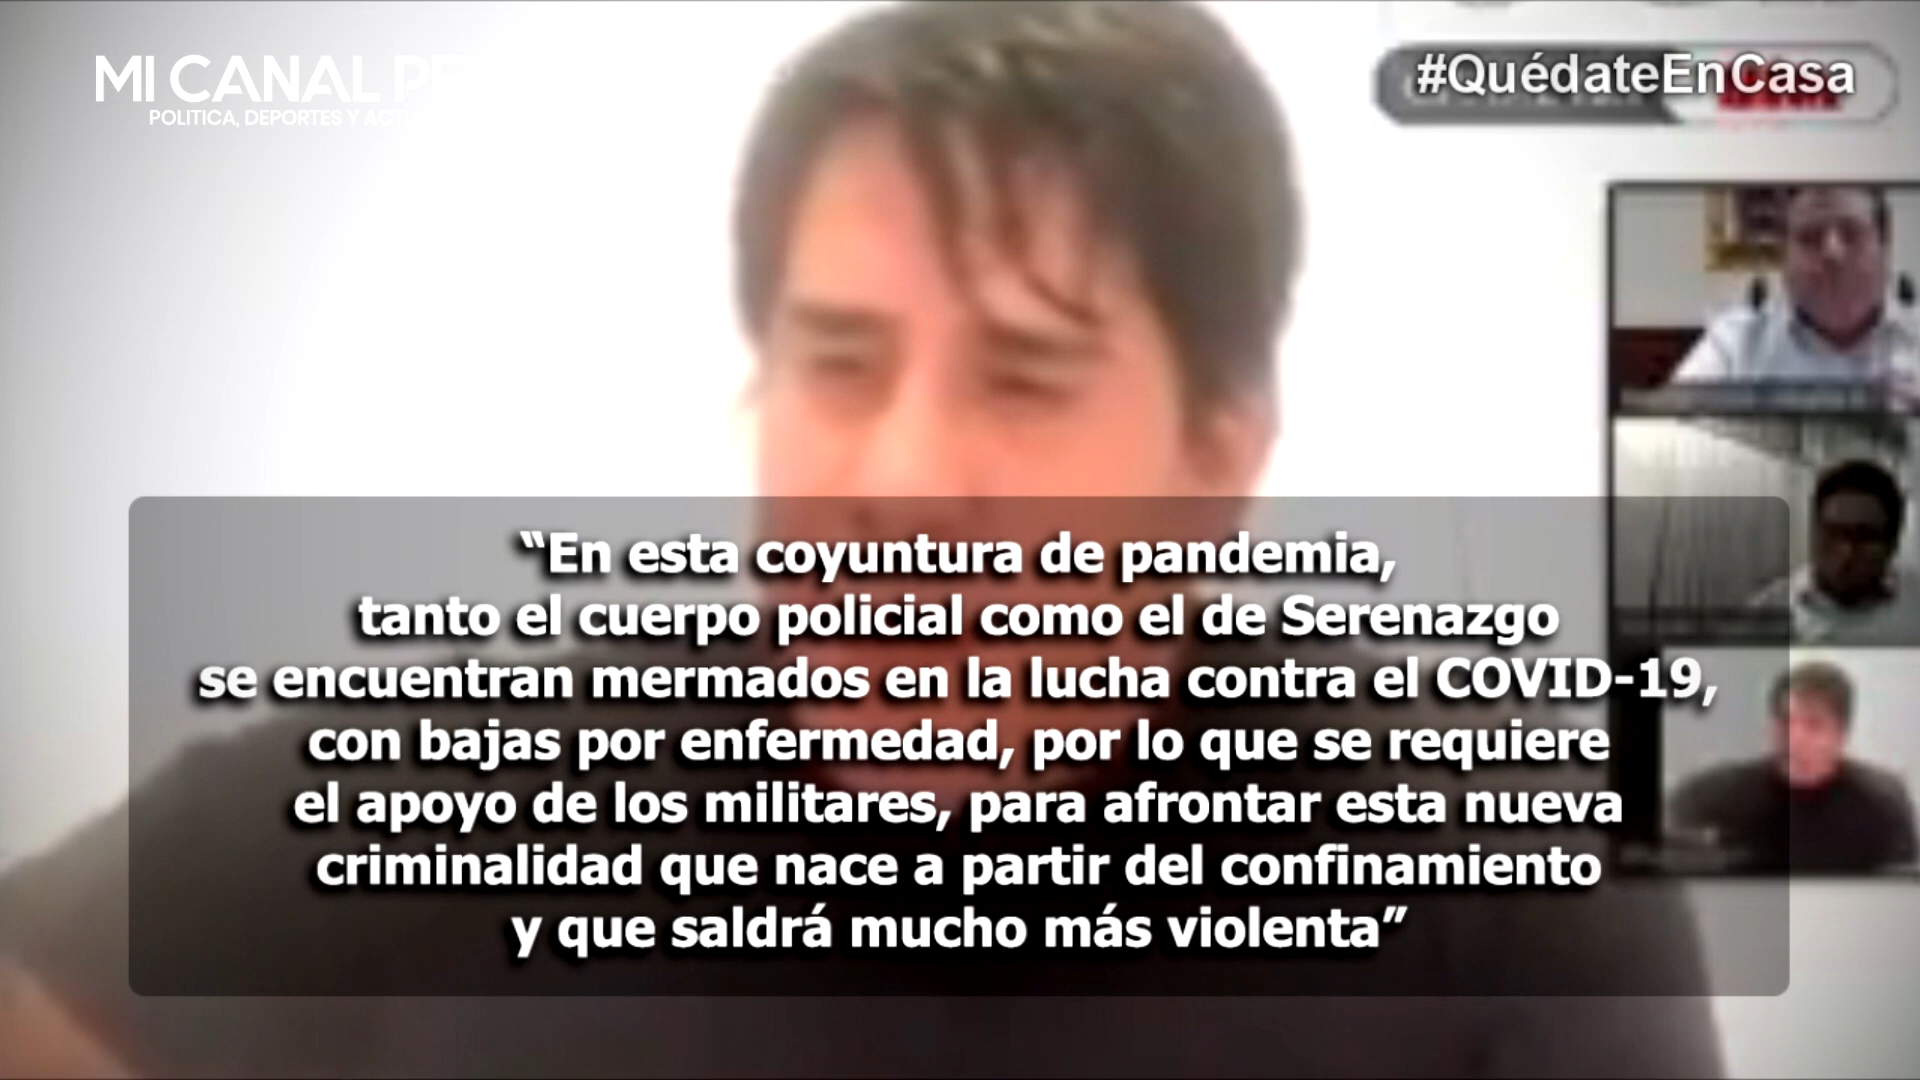 MI CANAL PE
POLITICA, DEPORTES Y ACT
#QuédateEnCasa
“En esta coyuntura de pandemia,
tanto el cuerpo policial como el de Serenazgo
se encuentran mermados en la lucha contra el COVID-19,
con bajas por enfermedad, por lo que se requiere
el apoyo de los militares, para afrontar esta nueva
criminalidad que nace a partir del confinamiento
y que saldrá mucho más violenta”